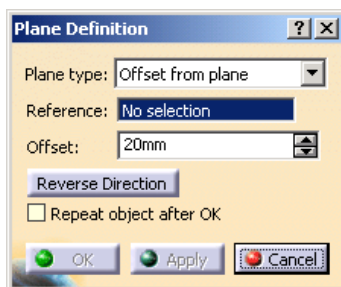 Plane Definition ? X
Plane type: Offset from plane
Reference: No selection
Offset: 20mm
Reverse Direction
Repeat object after OK
OK Apply Cancel